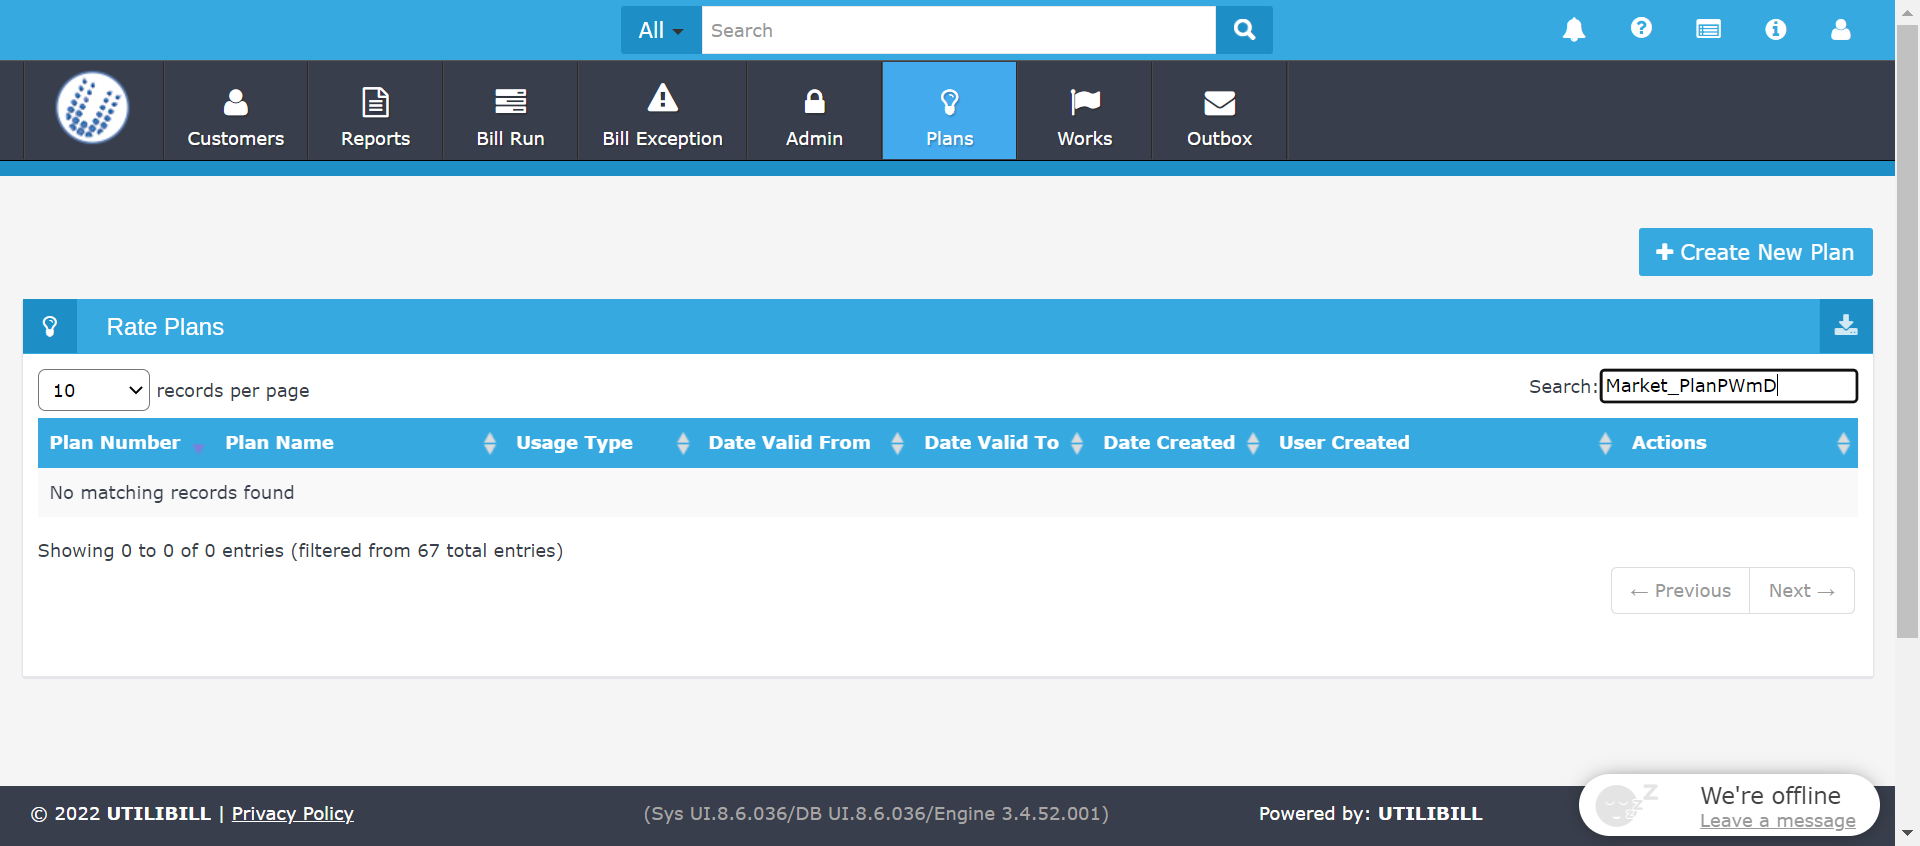 All Search
Customers Reports Bill Run Bill Exception Admin Plans Works Outbox
Create New Plan
Rate Plans
10 records per page Search: Market_PlanPWmD
Plan Number Plan Name Usage Type Date Valid From Date Valid To Date Created User Created Actions
No matching records found
Showing 0 to 0 of 0 entries (filtered from 67 total entries)
← Previous Next →
© 2022 UTILIBILL | Privacy Policy (Sys UI.8.6.036/DB UI.8.6.036/Engine 3.4.52.001) Powered by: UTILIBILL
We're offline
Leave a message